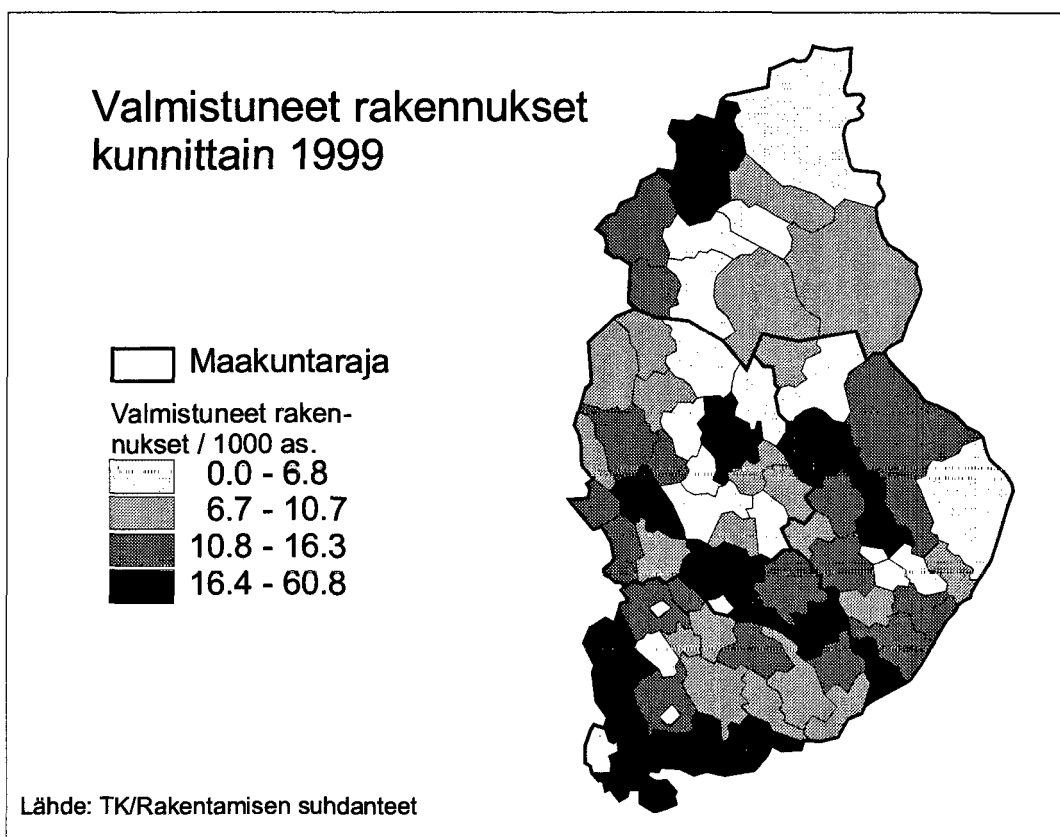 Valmistuneet rakennukset
kunnittain 1999
Maakuntaraja
Valmistuneet raken-
nukset / 1000 as.
0.0 - 6.8
6.7 - 10.7
10.8 - 16.3
16.4 - 60.8
Lähde: TK/Rakentamisen suhdanteet